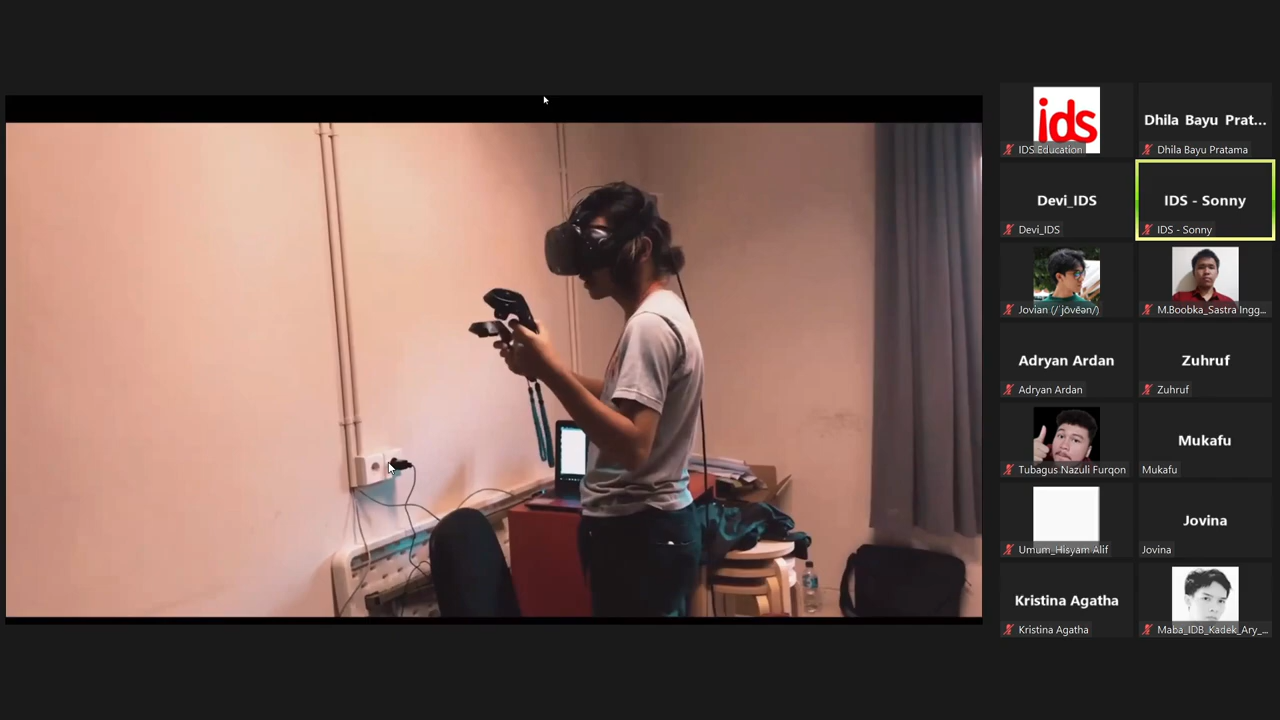 ids
IDS Education
Dhila Bayu Prat...
Dhila Bayu Pratama
Devi_IDS
Devi_IDS
IDS - Sonny
IDS - Sonny
Jovian (/ˈjōvēən/)
M.Boobka_Sastra Ingg...
Adryan Ardan
Adryan Ardan
Zuhruf
Zuhruf
Tubagus Nazuli Furqon
Mukafu
Mukafu
Umum_Hisyam Alif
Jovina
Jovina
Kristina Agatha
Kristina Agatha
Maba_IDB_Kadek_Ary_...